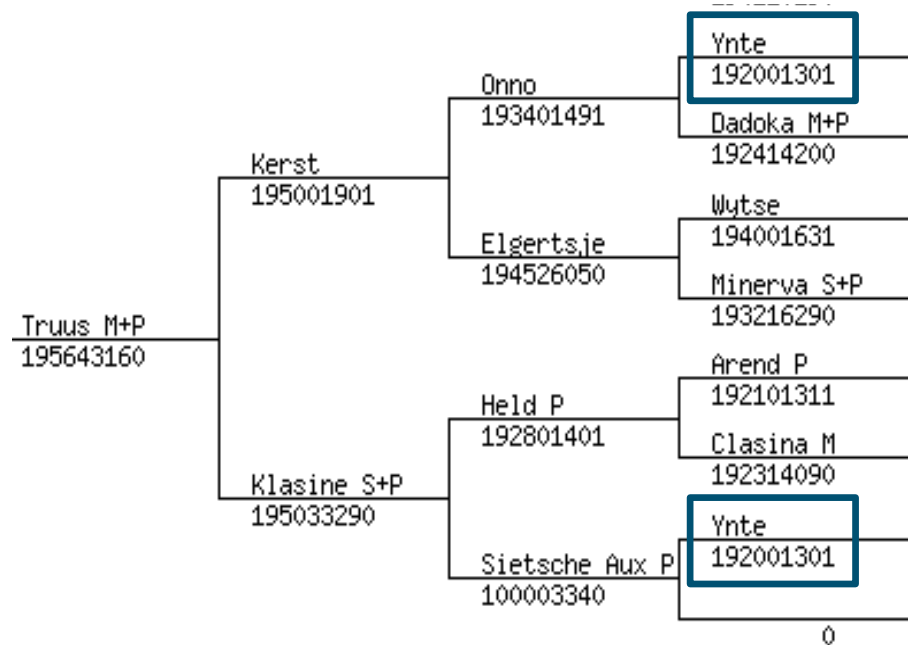 Ynte
192001301
Onno
193401491
Dadoka M+P
192414200
Kerst
195001901
Wytse
194001631
Elgertsje
194526050
Minerva S+P
193216290
Truus M+P
195643160
Arend P
192101311
Held P
192801401
Clasina M
192314090
Klasine S+P
195033290
Ynte
192001301
Sietsche Aux P
100003340
0